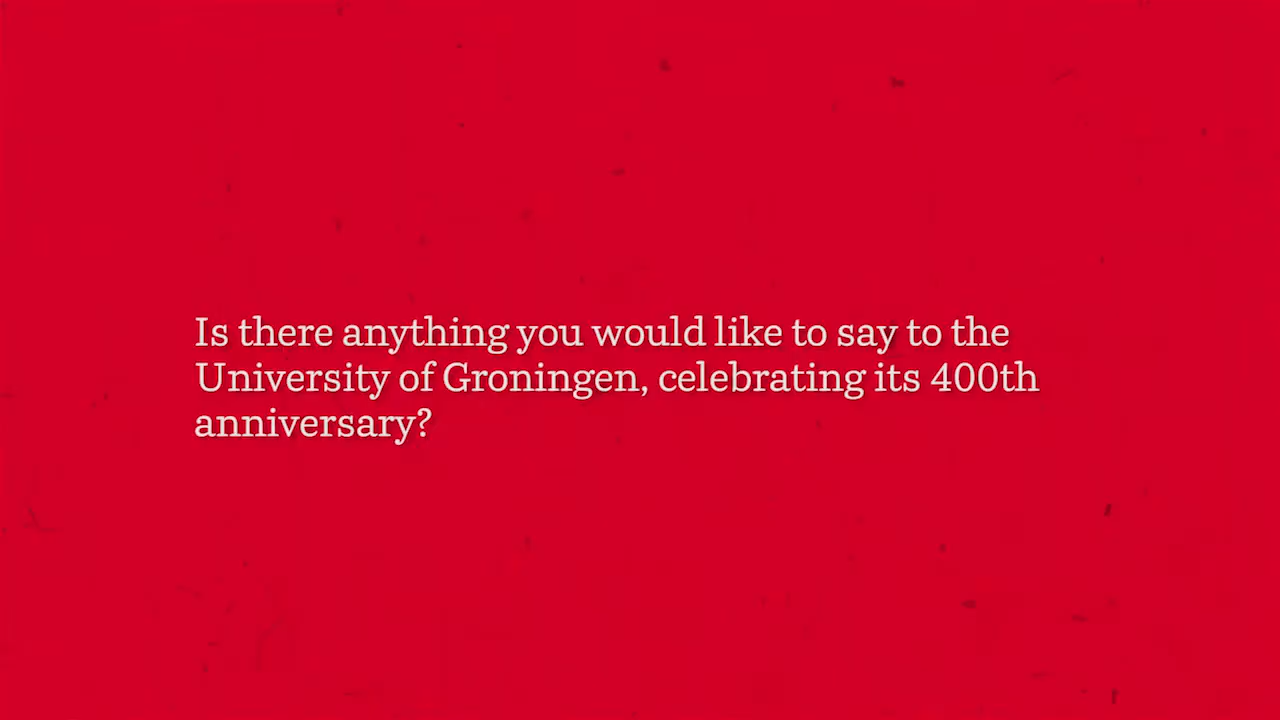 Is there anything you would like to say to the
University of Groningen, celebrating its 400th
anniversary?